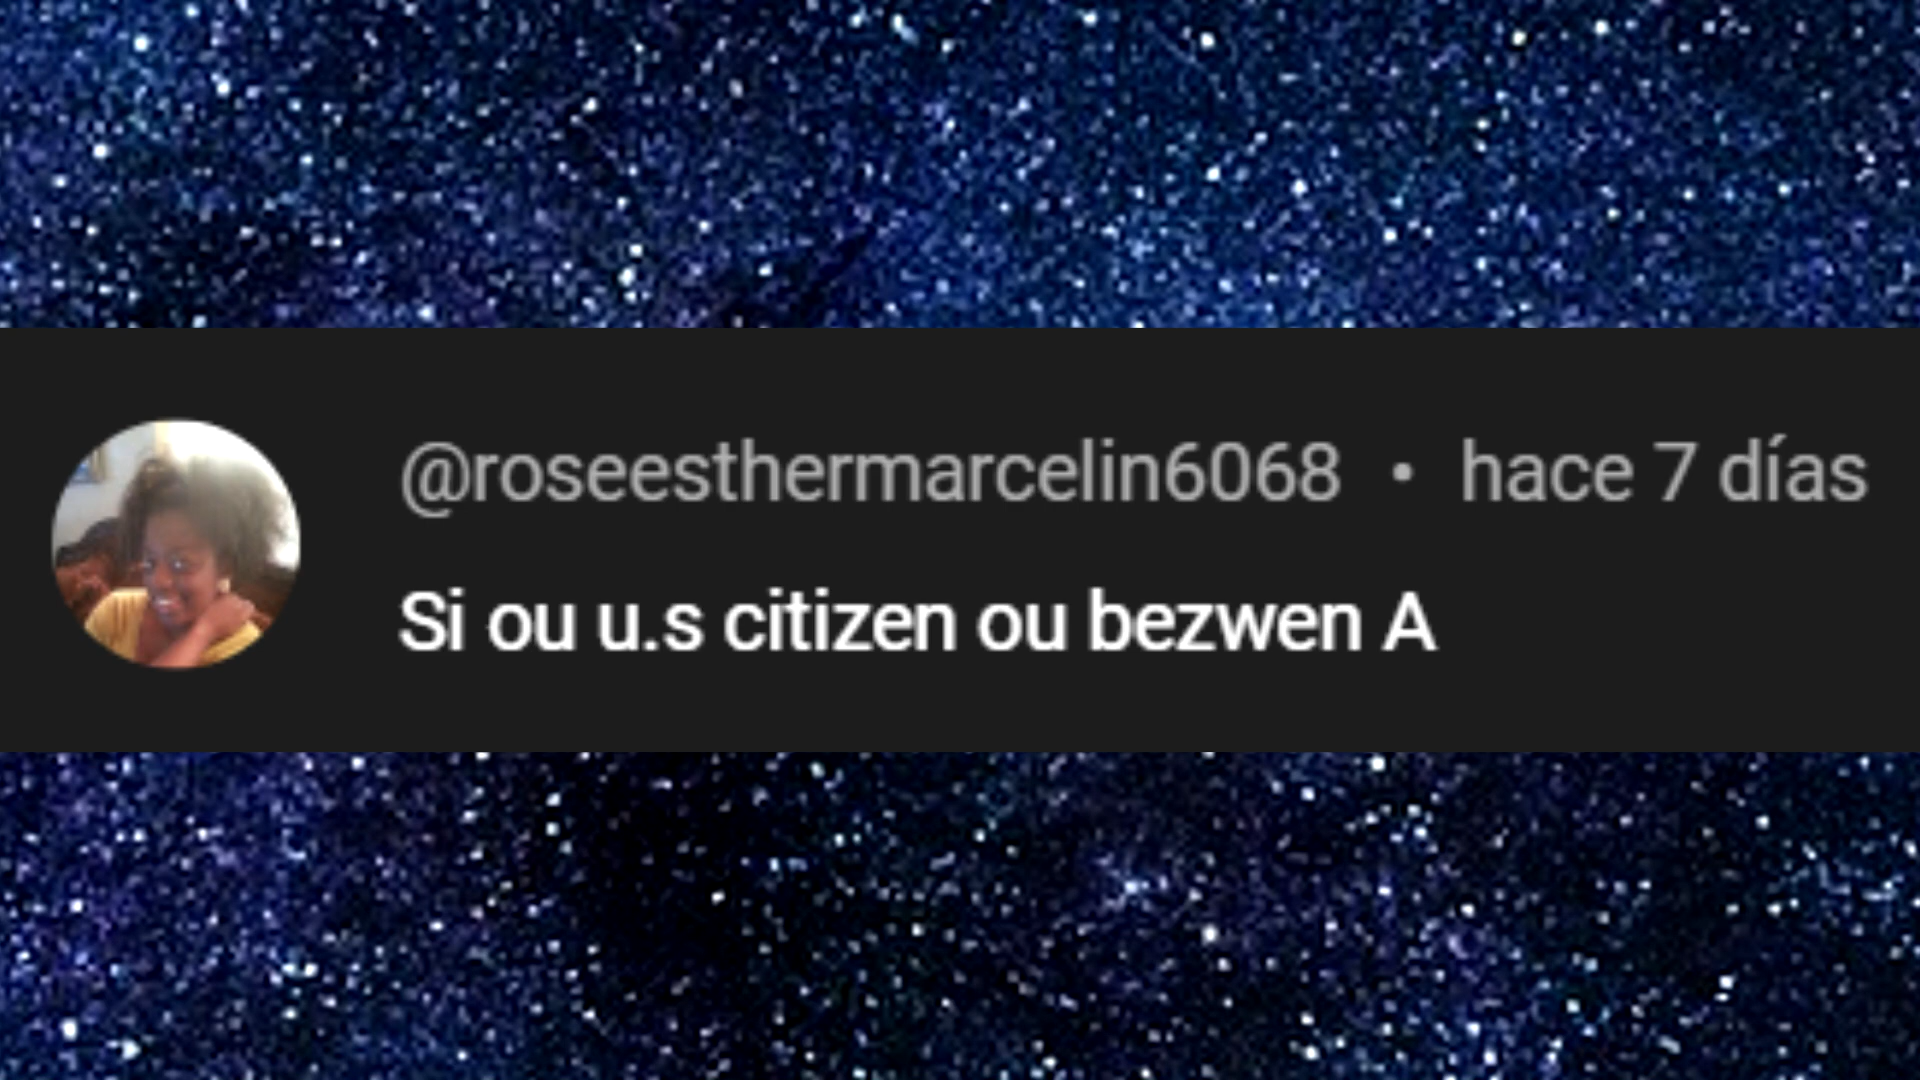 @roseesthermarcelin6068 • hace 7 días
Si ou u.s citizen ou bezwen A